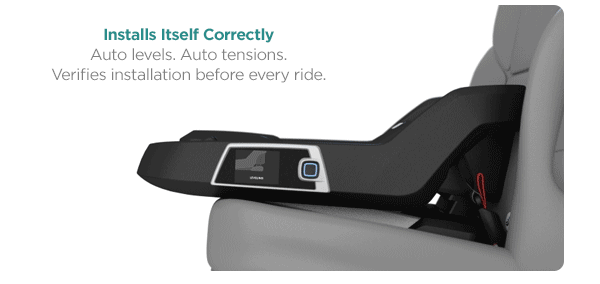 Installs Itself Correctly
Auto levels. Auto tensions.
Verifies installation before every ride.